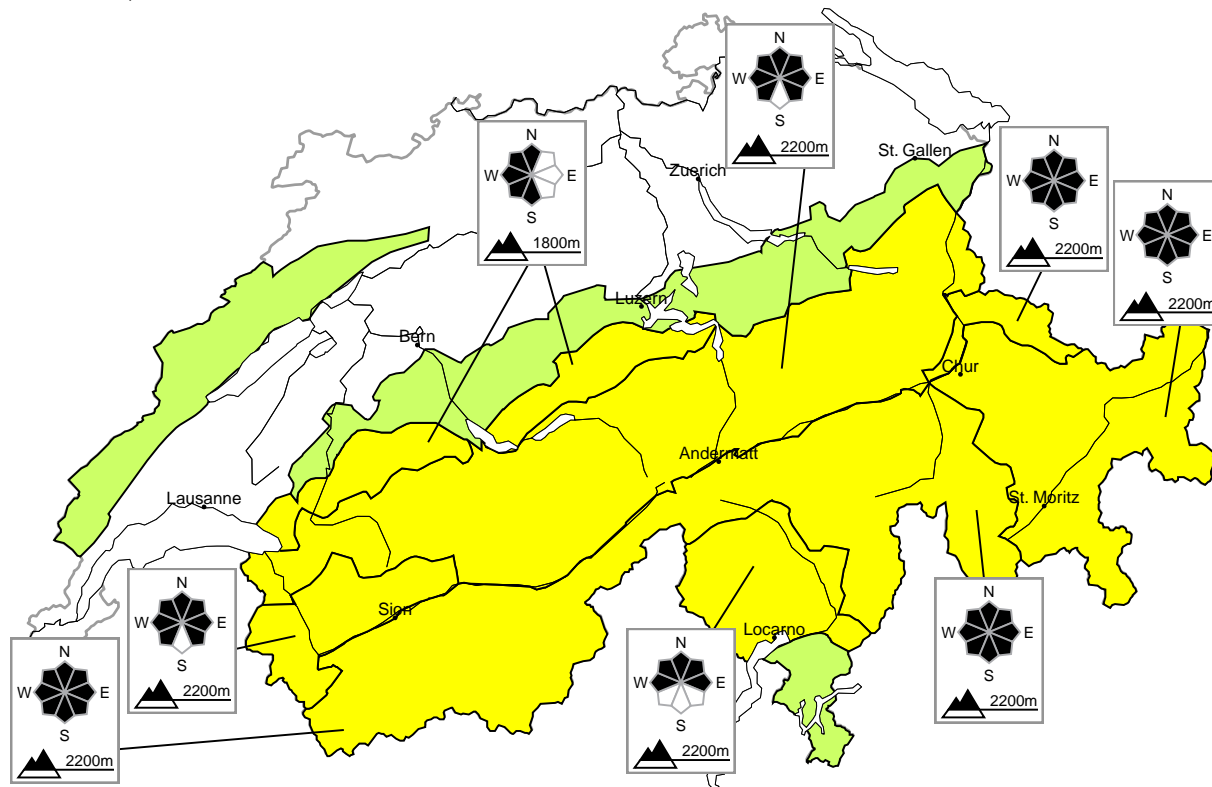 N
W E
S
2200m
N
W E
S
1800m
N
W E
S
2200m
N
W E
S
2200m
St. Gallen
Zuerich
Luzern
Bern
Chur
Andermatt
Lausanne
St. Moritz
Sion
Locarno
N
W E
S
2200m
N
W E
S
2200m
N
W E
S
2200m
N
W E
S
2200m